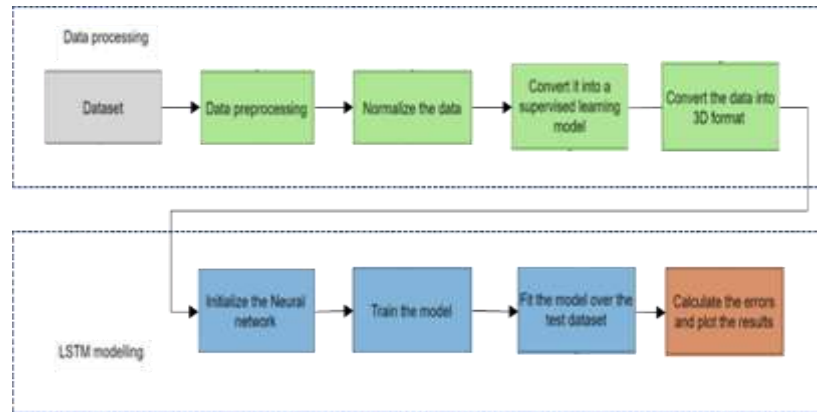 Data processing
Dataset
Data preprocessing
Normalize the data
Convert it into a
supervised learning
model
Convert the data into
3D format
Initialize the Neural
network
Train the model
Fit the model over the
test dataset
Calculate the errors
and plot the results
LSTM modelling